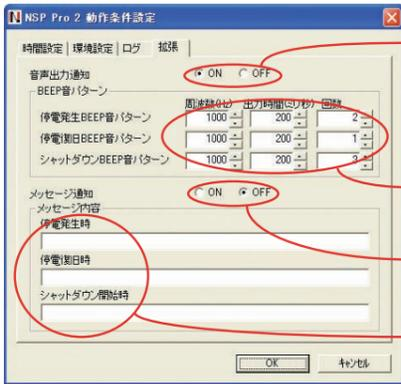 NSP Pro 2 動作条件設定
時間設定 環境設定 ログ 拡張
音声出力通知 ON OFF
BEEP音パターン
周波数(Hz) 出力時間(ミリ秒) 回数
停電発生BEEP音パターン 1000 200 2
停電復旧BEEP音パターン 1000 200 1
シャットダウンBEEP音パターン 1000 200 3
メッセージ通知 ON OFF
メッセージ内容
停電発生時
停電復旧時
シャットダウン開始時
OK キャンセル